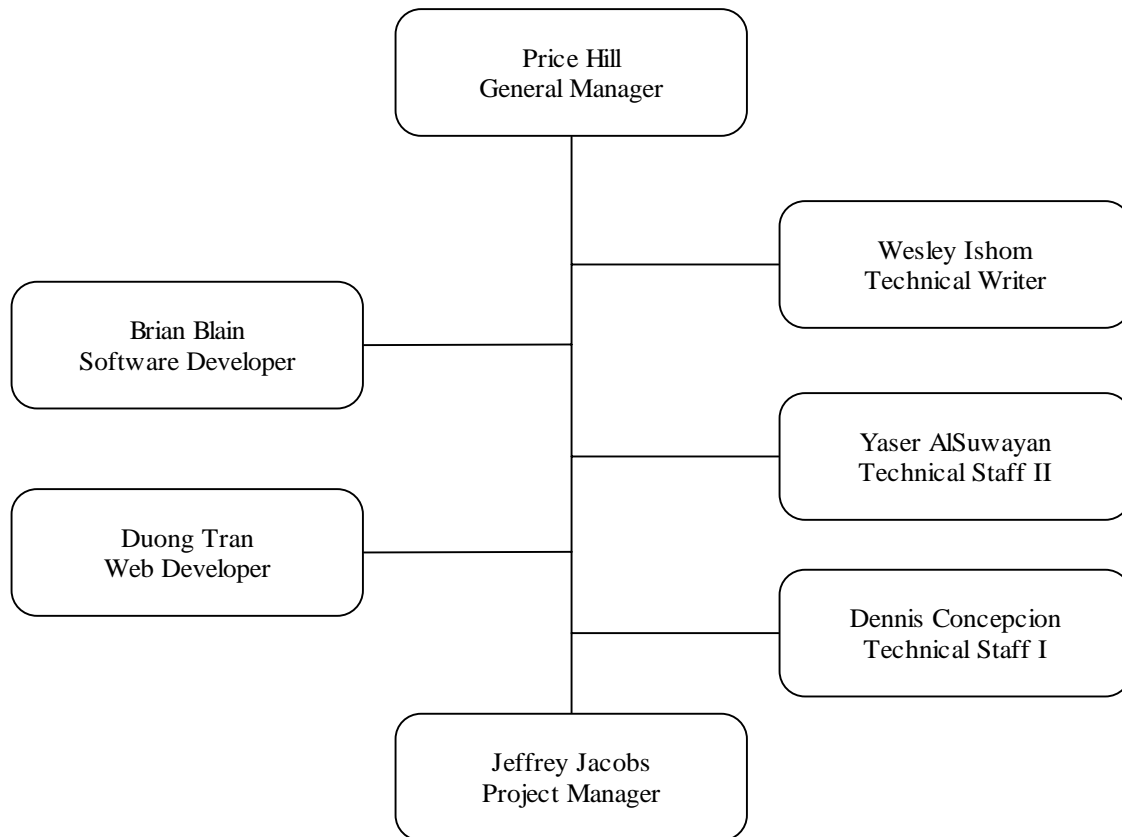 Price Hill
General Manager
Wesley Ishom
Technical Writer
Brian Blain
Software Developer
Yaser AlSuwayan
Technical Staff II
Duong Tran
Web Developer
Dennis Concepcion
Technical Staff I
Jeffrey Jacobs
Project Manager